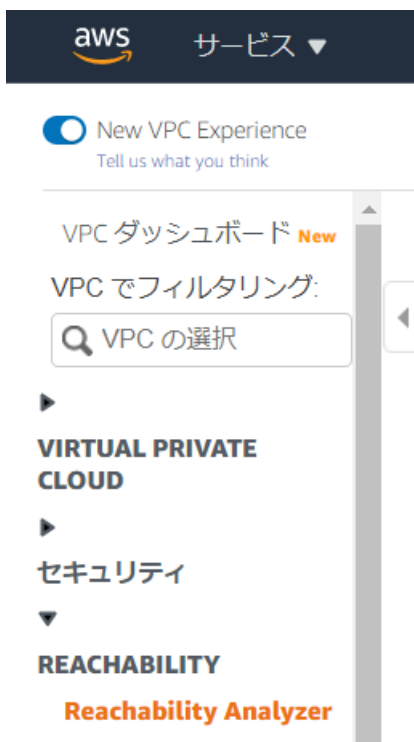 aws サービス ▼
New VPC Experience
Tell us what you think
VPC ダッシュボード New
VPC でフィルタリング:
VPC の選択
VIRTUAL PRIVATE
CLOUD
セキュリティ
REACHABILITY
Reachability Analyzer